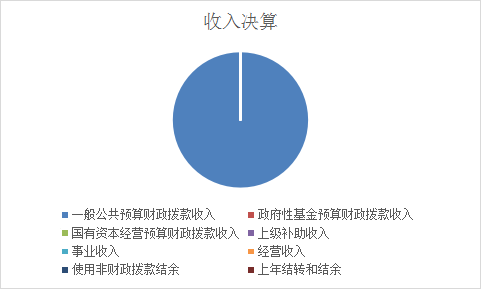 收入决算
一般公共预算财政拨款收入 政府性基金预算财政拨款收入
国有资本经营预算财政拨款收入 上级补助收入
事业收入 经营收入
使用非财政拨款结余 上年结转和结余